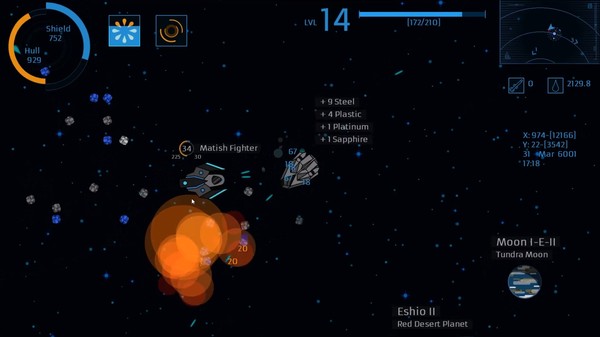 Shield
752
Hull
929
LVL 14
[172/210]
0
2129.8
+ 9 Steel
+ 4 Plastic
+ 1 Platinum
+ 1 Sapphire
X: 974-[12166]
Y: 22-[3542]
31 Mar 6001
17:18
34
Matish Fighter
225
10
67
18
20
20
Moon I-E-II
Tundra Moon
Eshio II
Red Desert Planet